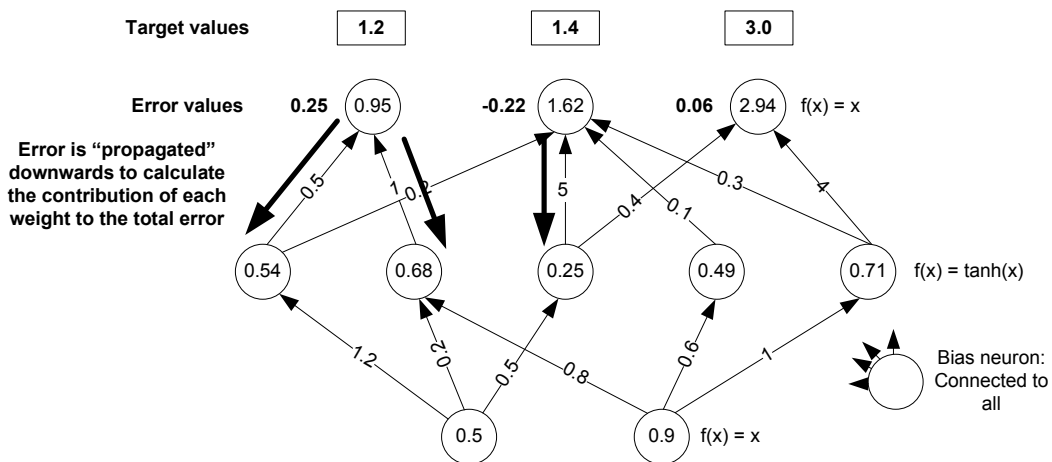 Target values 1.2 1.4 3.0
Error values 0.25 0.95 -0.22 1.62 0.06 2.94 f(x) = x
Error is “propagated”
downwards to calculate
the contribution of each
weight to the total error
0.5 1 0.2 5 0.4 0.1 0.3 4
0.54 0.68 0.25 0.49 0.71 f(x) = tanh(x)
1.2 0.2 0.5 0.8 0.6 1
Bias neuron:
Connected to
all
0.5 0.9 f(x) = x